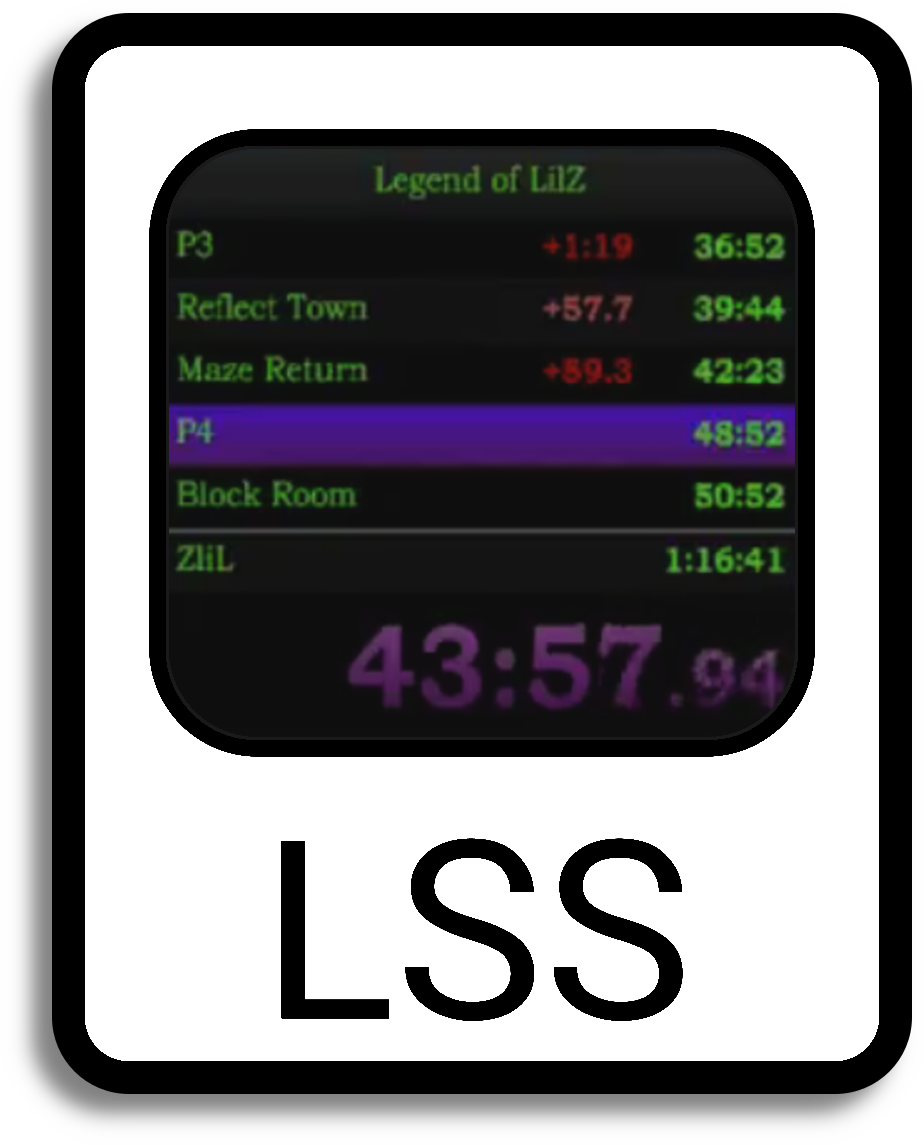 Legend of LilZ
P3 +1:19 36:52
Reflect Town +57.7 39:44
Maze Return +59.3 42:23
P4 48:52
Block Room 50:52
ZliL 1:16:41
43:57.94
LSS